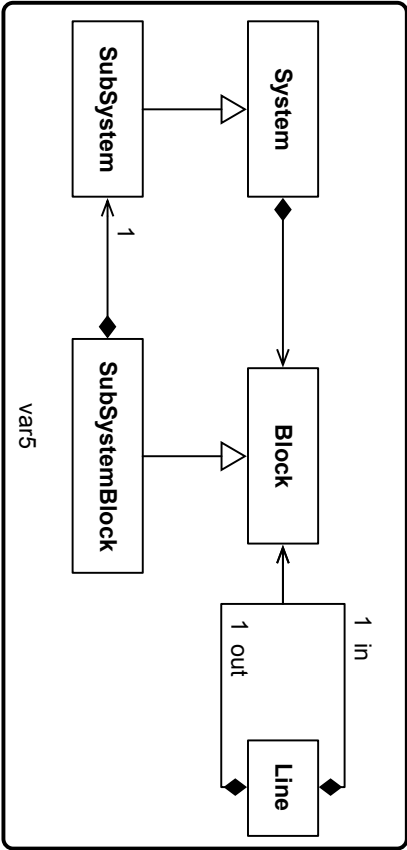 System
Block
Line
1 in
1 out
SubSystem
1
SubSystemBlock
var5